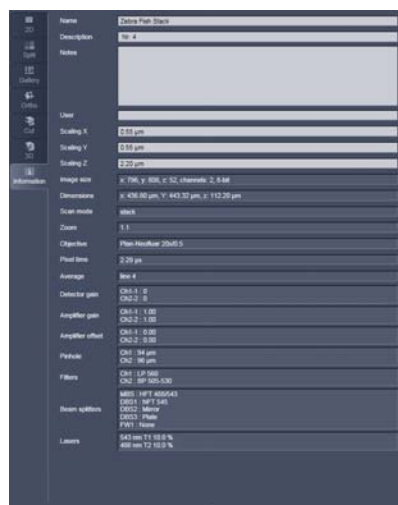 2D
Split
Gallery
Ortho
Cut
3D
Information
Name
Zebra Fish Stack
Description
Nr. 4
Notes
User
Scaling X
0.55 µm
Scaling Y
0.55 µm
Scaling Z
2.20 µm
Image size
x: 796, y: 808, z: 52, channels: 2, 8-bit
Dimensions
x: 436.80 µm, Y: 443.32 µm, z: 112.20 µm
Scan mode
stack
Zoom
1.1
Objective
Plan-Neofluar 20x/0.5
Pixel time
2.29 µs
Average
line 4
Detector gain
Ch1-1 : 0
Ch2-2 : 0
Amplifier gain
Ch1-1 : 1.00
Ch2-2 : 1.00
Amplifier offset
Ch1-1 : 0.00
Ch2-2 : 0.00
Pinhole
Ch1 : 94 µm
Ch2 : 96 µm
Filters
Ch1 : LP 560
Ch2 : BP 505-530
Beam splitters
MBS : HFT 488/543
DBS1 : NFT 545
DBS2 : Mirror
DBS3 : Plate
FW1 : None
Lasers
543 nm T1 10.0 %
488 nm T2 10.0 %